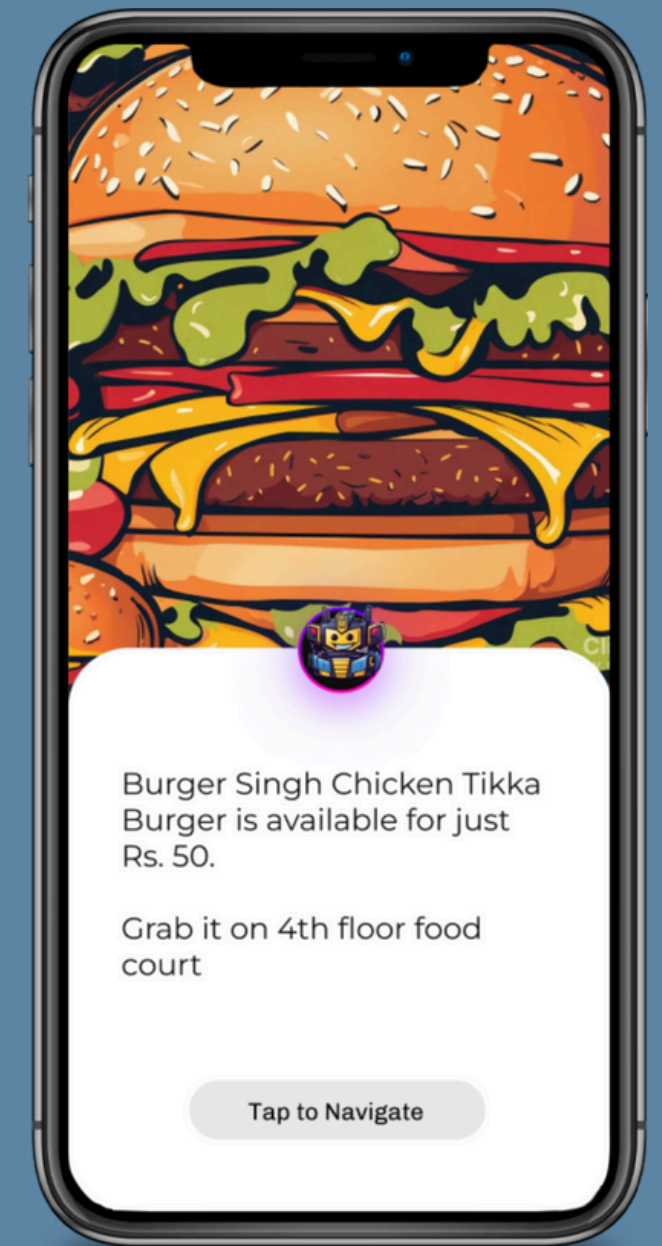 Burger Singh Chicken Tikka
Burger is available for just
Rs. 50.
Grab it on 4th floor food
court
Tap to Navigate